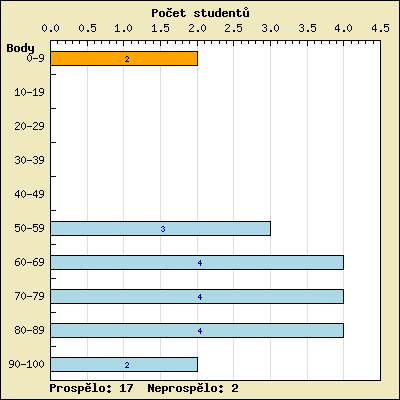 Počet studentů
0.0 0.5 1.0 1.5 2.0 2.5 3.0 3.5 4.0 4.5
Body
0-9 2
10-19
20-29
30-39
40-49
50-59 3
60-69 4
70-79 4
80-89 4
90-100 2
Prospělo: 17 Neprospělo: 2